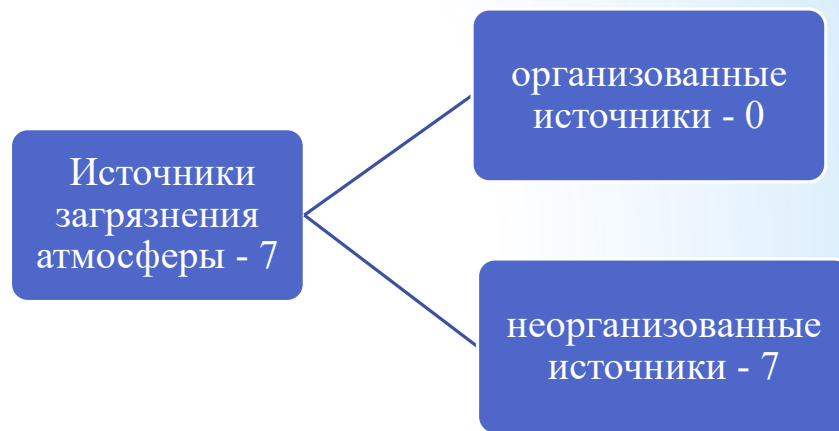 Источники
загрязнения
атмосферы - 7
организованные
источники - 0
неорганизованные
источники - 7